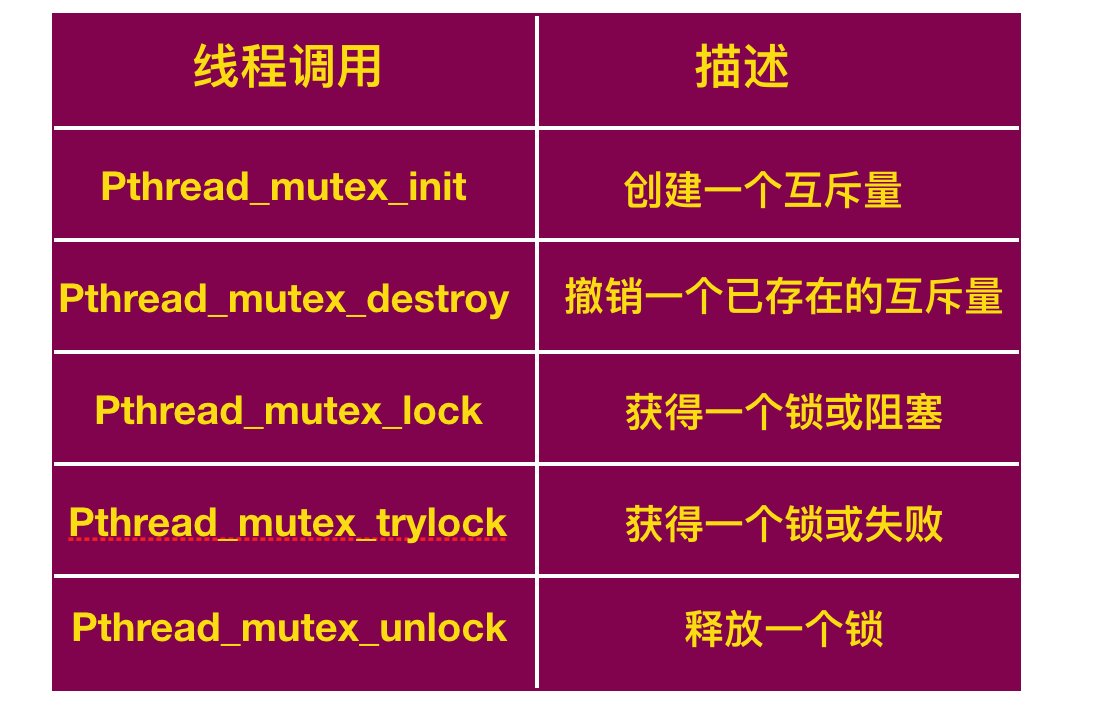 线程调用 描述
Pthread_mutex_init 创建一个互斥量
Pthread_mutex_destroy 撤销一个已存在的互斥量
Pthread_mutex_lock 获得一个锁或阻塞
Pthread_mutex_trylock 获得一个锁或失败
Pthread_mutex_unlock 释放一个锁